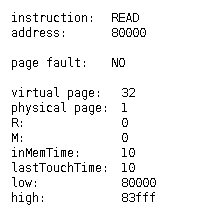 instruction: READ
address: 80000
page fault: NO
virtual page: 32
physical page: 1
R: 0
M: 0
inMemTime: 10
lastTouchTime: 10
low: 80000
high: 83fff